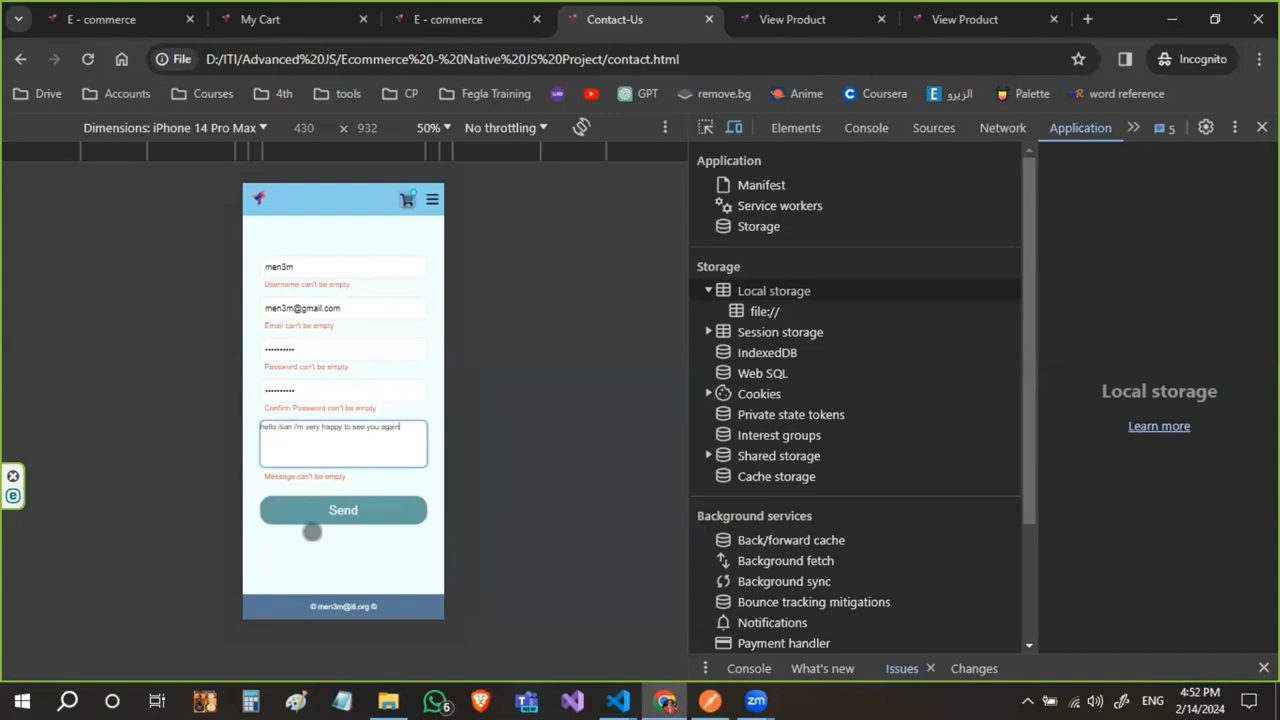 E - commerce
My Cart
E - commerce
Contact-Us
View Product
View Product
File
D:/ITI/Advanced%20JS/Ecommerce%20-%20Native%20JS%20Project/contact.html
Incognito
Drive
Accounts
Courses
4th
tools
CP
Fegla Training
GPT
remove.bg
Anime
Coursera
الزيرو
Palette
word reference
Dimensions: iPhone 14 Pro Max
430
×
932
50%
No throttling
Elements
Console
Sources
Network
Application
5
men3m
Username can't be empty
men3m@gmail.com
Email can't be empty
••••••••••
Password can't be empty
••••••••••
Confirm Password can't be empty
hello itian i'm very happy to see you again
Message can't be empty
Send
© men3m@iti.org ©
Application
Manifest
Service workers
Storage
Storage
Local storage
file://
Session storage
IndexedDB
Web SQL
Cookies
Private state tokens
Interest groups
Shared storage
Cache storage
Background services
Back/forward cache
Background fetch
Background sync
Bounce tracking mitigations
Notifications
Payment handler
Local storage
Learn more
Console
What's new
Issues
Changes
6
ENG
4:52 PM
2/14/2024